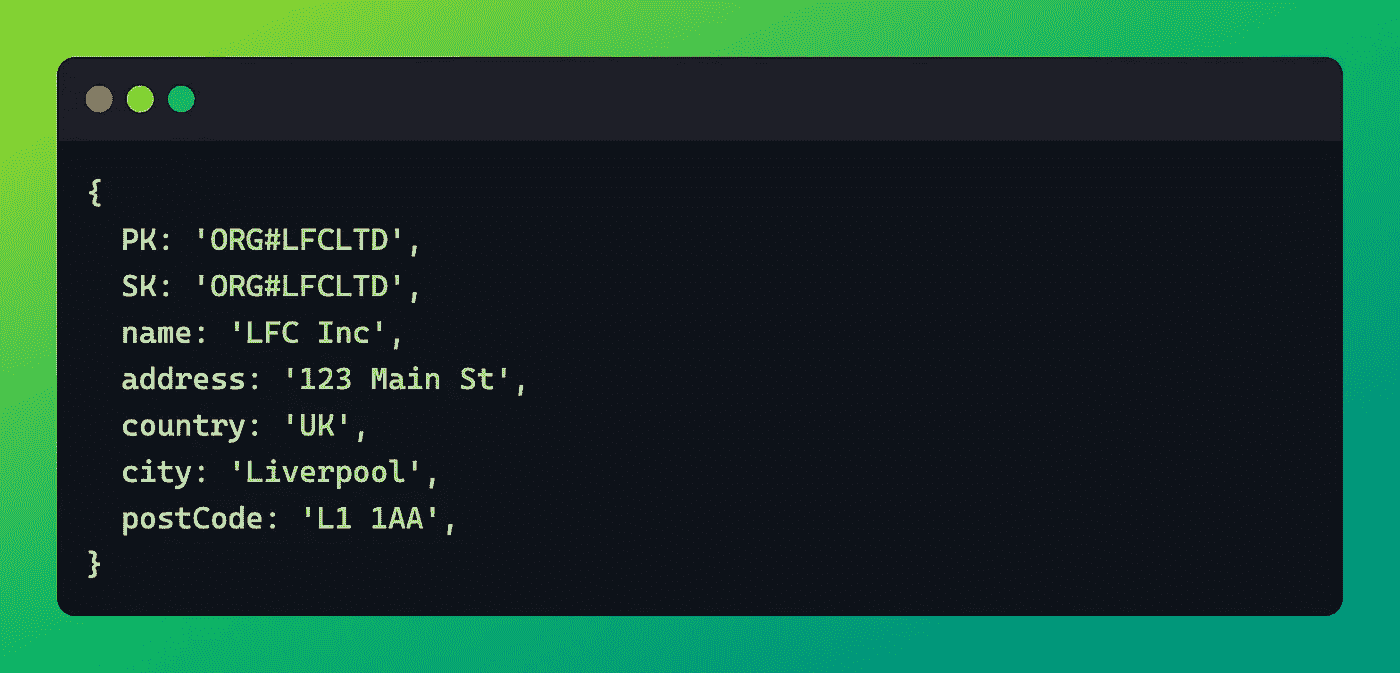 {
  PK: 'ORG#LFCLTD',
  SK: 'ORG#LFCLTD',
  name: 'LFC Inc',
  address: '123 Main St',
  country: 'UK',
  city: 'Liverpool',
  postCode: 'L1 1AA',
}